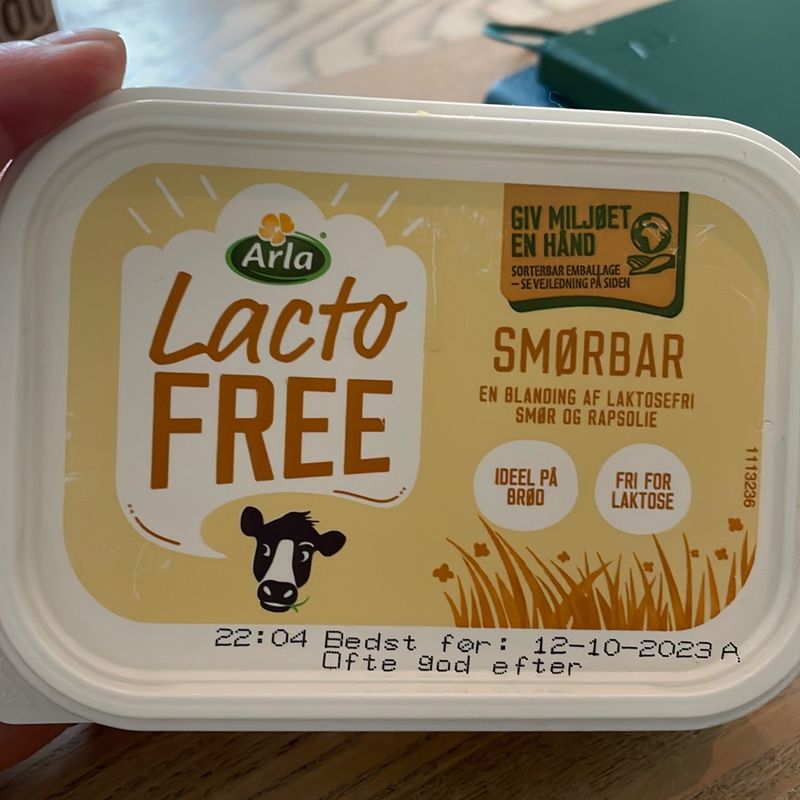 Arla
Lacto
FREE
GIV MILJØET
EN HÅND
SORTERBAR EMBALLAGE
– SE VEJLEDNING PÅ SIDEN
SMØRBAR
EN BLANDING AF LAKTOSEFRI
SMØR OG RAPSOLIE
IDEEL PÅ
BRØD
FRI FOR
LAKTOSE
1113236
22:04 Bedst før: 12-10-2023 A
Ofte god efter